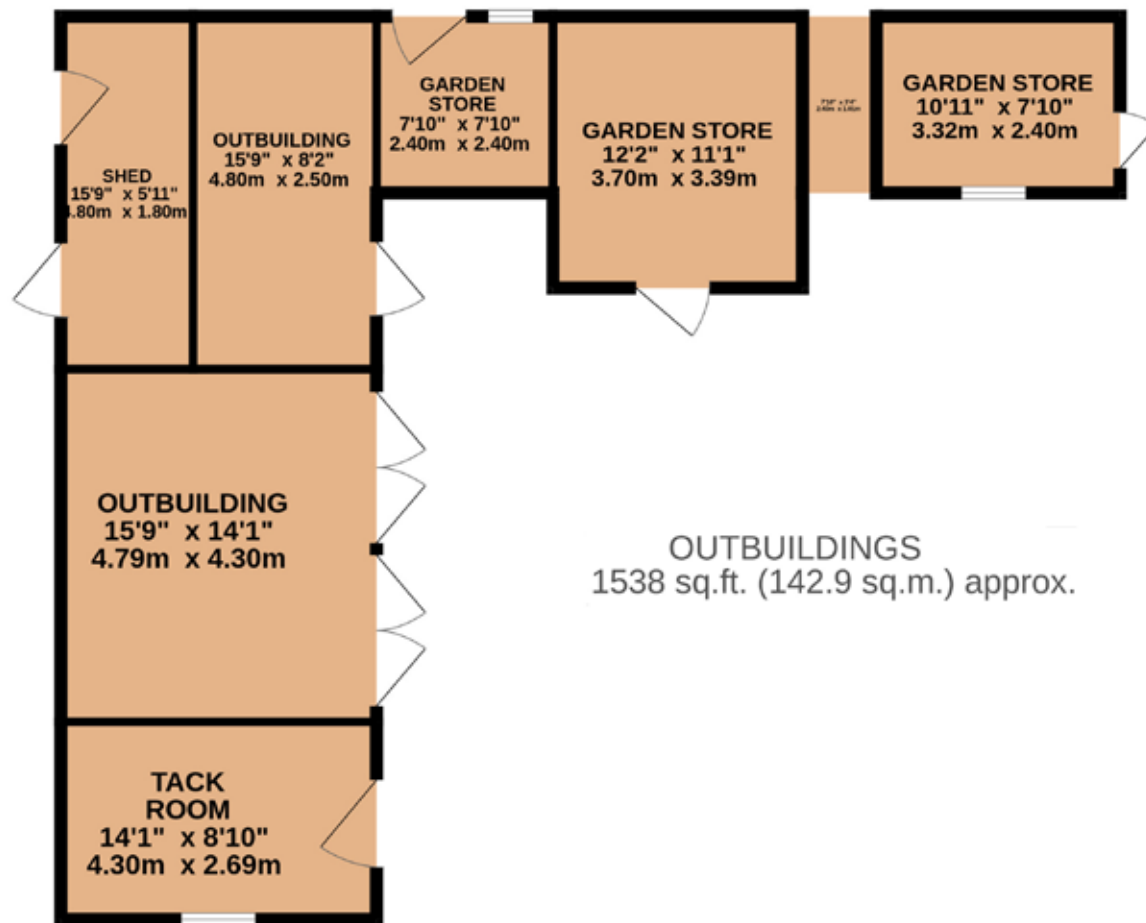 SHED
15'9" x 5'11"
4.80m x 1.80m
OUTBUILDING
15'9" x 8'2"
4.80m x 2.50m
GARDEN
STORE
7'10" x 7'10"
2.40m x 2.40m
GARDEN STORE
12'2" x 11'1"
3.70m x 3.39m
GARDEN STORE
10'11" x 7'10"
3.32m x 2.40m
OUTBUILDING
15'9" x 14'1"
4.79m x 4.30m
OUTBUILDINGS
1538 sq.ft. (142.9 sq.m.) approx.
TACK
ROOM
14'1" x 8'10"
4.30m x 2.69m